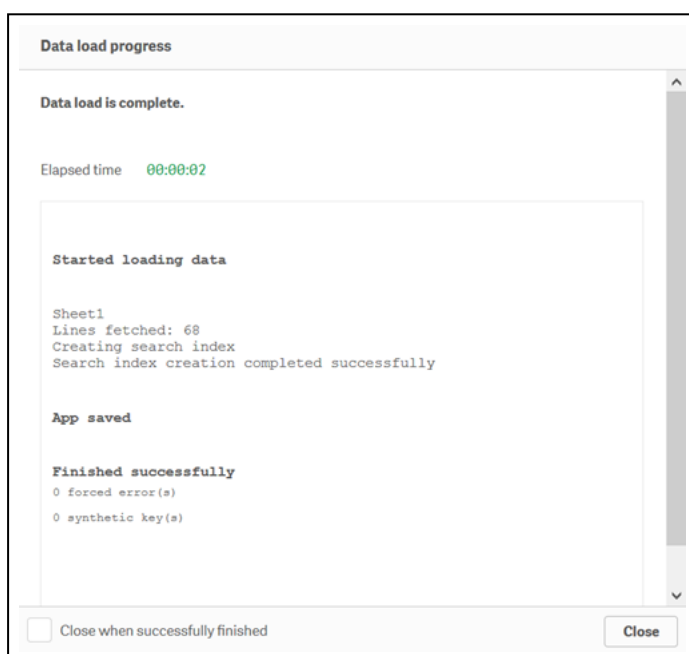 Data load progress
Data load is complete.
Elapsed time 00:00:02
Started loading data
Sheet1
Lines fetched: 68
Creating search index
Search index creation completed successfully
App saved
Finished successfully
0 forced error(s)
0 synthetic key(s)
Close when successfully finished
Close